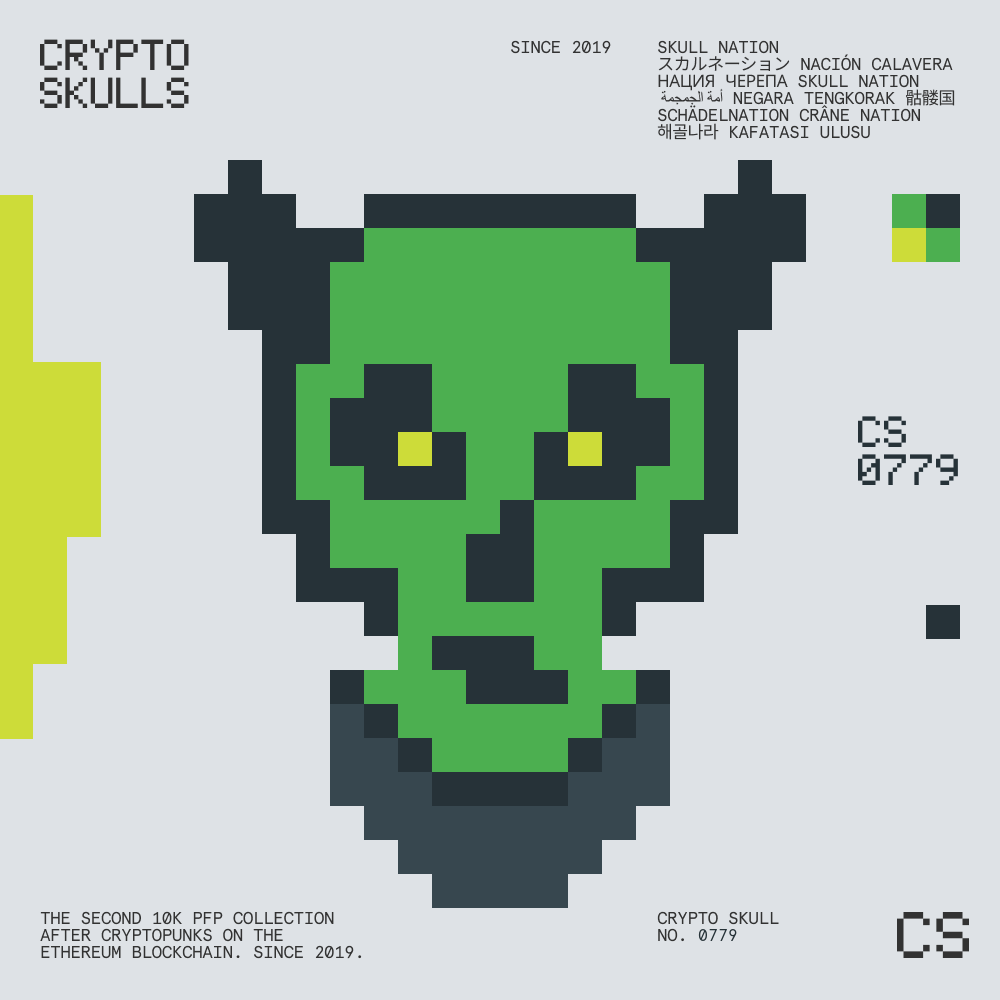 CRYPTO
SKULLS
SINCE 2019
SKULL NATION
スカルネーション NACIÓN CALAVERA
НАЦИЯ ЧЕРЕПА SKULL NATION
أمة الجمجمة NEGARA TENGKORAK 骷髅国
SCHÄDELNATION CRÂNE NATION
해골나라 KAFATASI ULUSU
CS
0779
THE SECOND 10K PFP COLLECTION
AFTER CRYPTOPUNKS ON THE
ETHEREUM BLOCKCHAIN. SINCE 2019.
CRYPTO SKULL
NO. 0779
CS